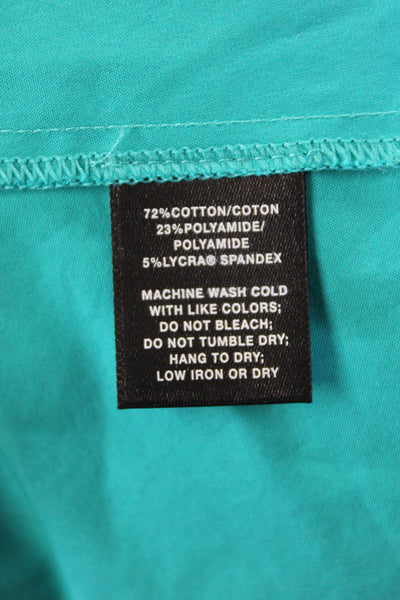 72%COTTON/COTON
23%POLYAMIDE/
POLYAMIDE
5%LYCRA® SPANDEX
MACHINE WASH COLD
WITH LIKE COLORS;
DO NOT BLEACH;
DO NOT TUMBLE DRY;
HANG TO DRY;
LOW IRON OR DRY